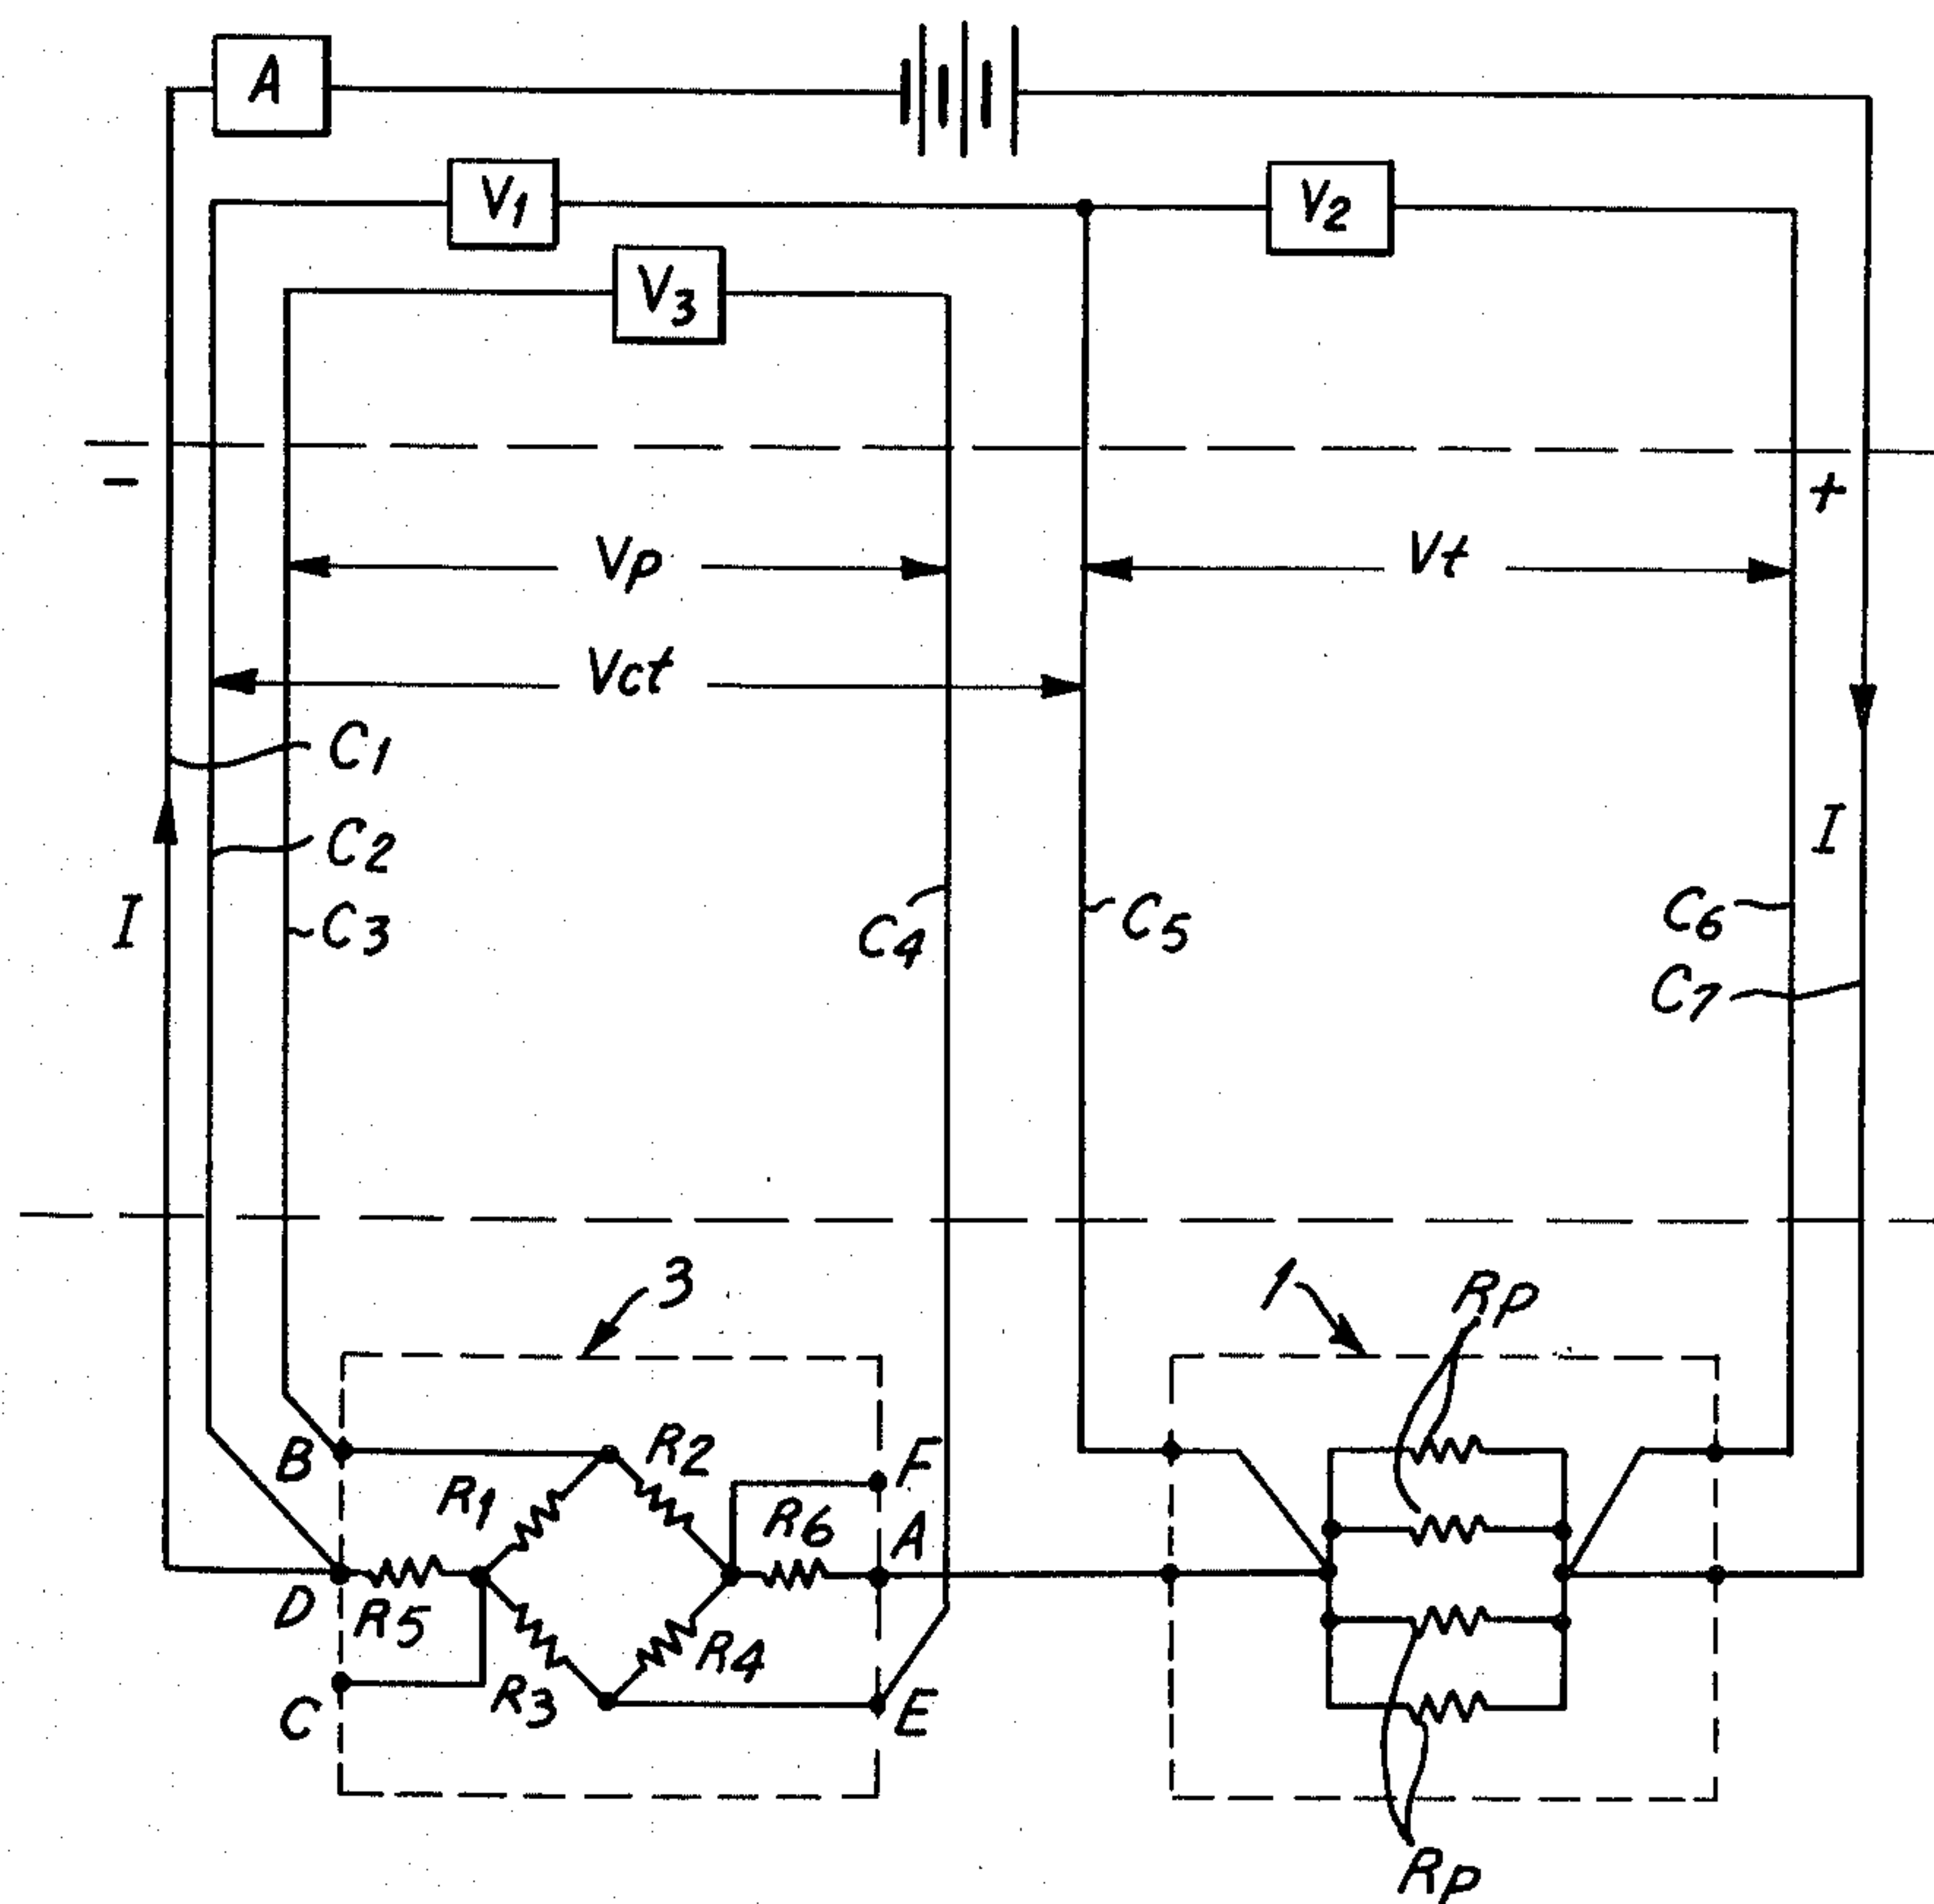 A
V1
V2
V3
-
+
Vp
Vt
Vct
C1
C2
I
C3
C4
C5
I
C6
C7
3
1
Rp
B
R1
R2
F
R6
A
D
R5
R4
C
R3
E
Rp